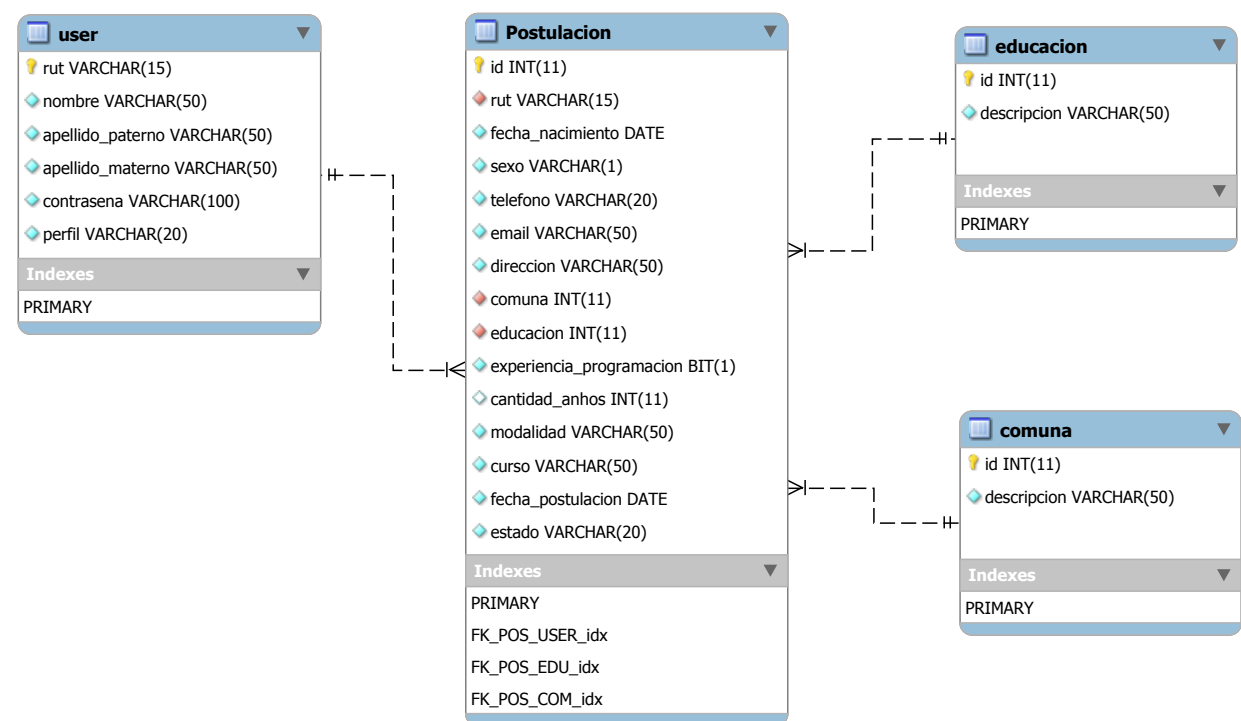 user
rut VARCHAR(15)
nombre VARCHAR(50)
apellido_paterno VARCHAR(50)
apellido_materno VARCHAR(50)
contrasena VARCHAR(100)
perfil VARCHAR(20)
Indexes
PRIMARY
Postulacion
id INT(11)
rut VARCHAR(15)
fecha_nacimiento DATE
sexo VARCHAR(1)
telefono VARCHAR(20)
email VARCHAR(50)
direccion VARCHAR(50)
comuna INT(11)
educacion INT(11)
experiencia_programacion BIT(1)
cantidad_anhos INT(11)
modalidad VARCHAR(50)
curso VARCHAR(50)
fecha_postulacion DATE
estado VARCHAR(20)
Indexes
PRIMARY
FK_POS_USER_idx
FK_POS_EDU_idx
FK_POS_COM_idx
educacion
id INT(11)
descripcion VARCHAR(50)
Indexes
PRIMARY
comuna
id INT(11)
descripcion VARCHAR(50)
Indexes
PRIMARY